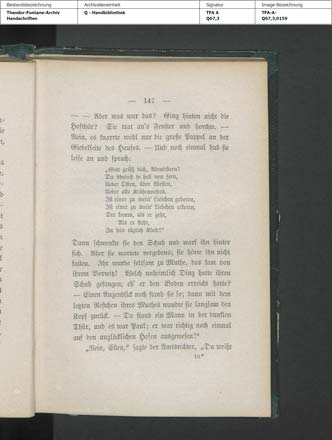 Bestandsbezeichnung
Archivalieneinheit
Signatur
Image-Bezeichnung
Theodor-Fontane-Archiv
Handschriften
Q - Handbibliothek
TFA A
Q67,3
TFA-A-
Q67,3,0159
— 147 —
— — Aber was war das? Ging hinten nicht die
Hofthür? Sie trat an's Fenster und horchte. —
Nein, es knarrte wohl nur die große Pappel an der
Giebelseite des Hauses. — Und noch einmal hub sie
leise an und sprach:
„Gott grüß dich, Abendstern!
Du scheinst so hell von fern,
Ueber Osten, über Westen,
Ueber alle Krähennesten.
Ist einer zu mein' Liebchen geboren,
Ist einer zu mein' Liebchen erkoren,
Der komm, als er geht,
Als er steht,
In sein täglich Kleid!"
Dann schwenkte sie den Schuh und warf ihn hinter
sich. Aber sie wartete vergebens; sie hörte ihn nicht
fallen. Ihr wurde seltsam zu Muthe, das kam von
ihrem Vorwitz! Welch unheimlich Ding hatte ihren
Schuh gefangen, eh' er den Boden erreicht hatte?
— Einen Augenblick noch stand sie so; dann mit dem
letzten Restchen ihres Muthes wandte sie langsam den
Kopf zurück. — Da stand ein Mann in der dunklen
Thür, und es war Paul; er war richtig noch einmal
auf den unglücklichen Hasen ausgewesen!"
„Nein, Ellen," sagte der Amtsrichter, „Du weißt
10*